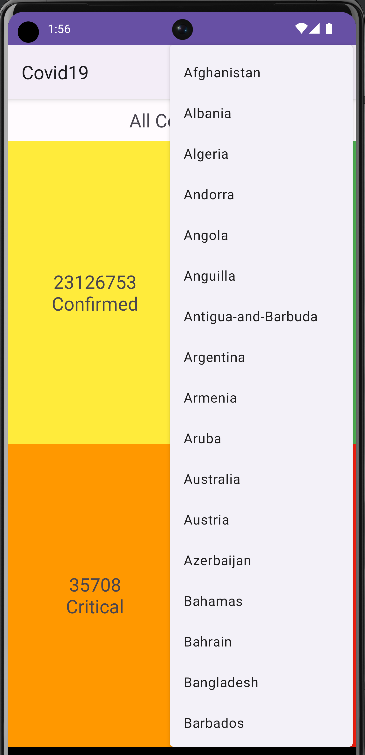 1:56
Covid19
All Co
23126753
Confirmed
35708
Critical
Afghanistan
Albania
Algeria
Andorra
Angola
Anguilla
Antigua-and-Barbuda
Argentina
Armenia
Aruba
Australia
Austria
Azerbaijan
Bahamas
Bahrain
Bangladesh
Barbados